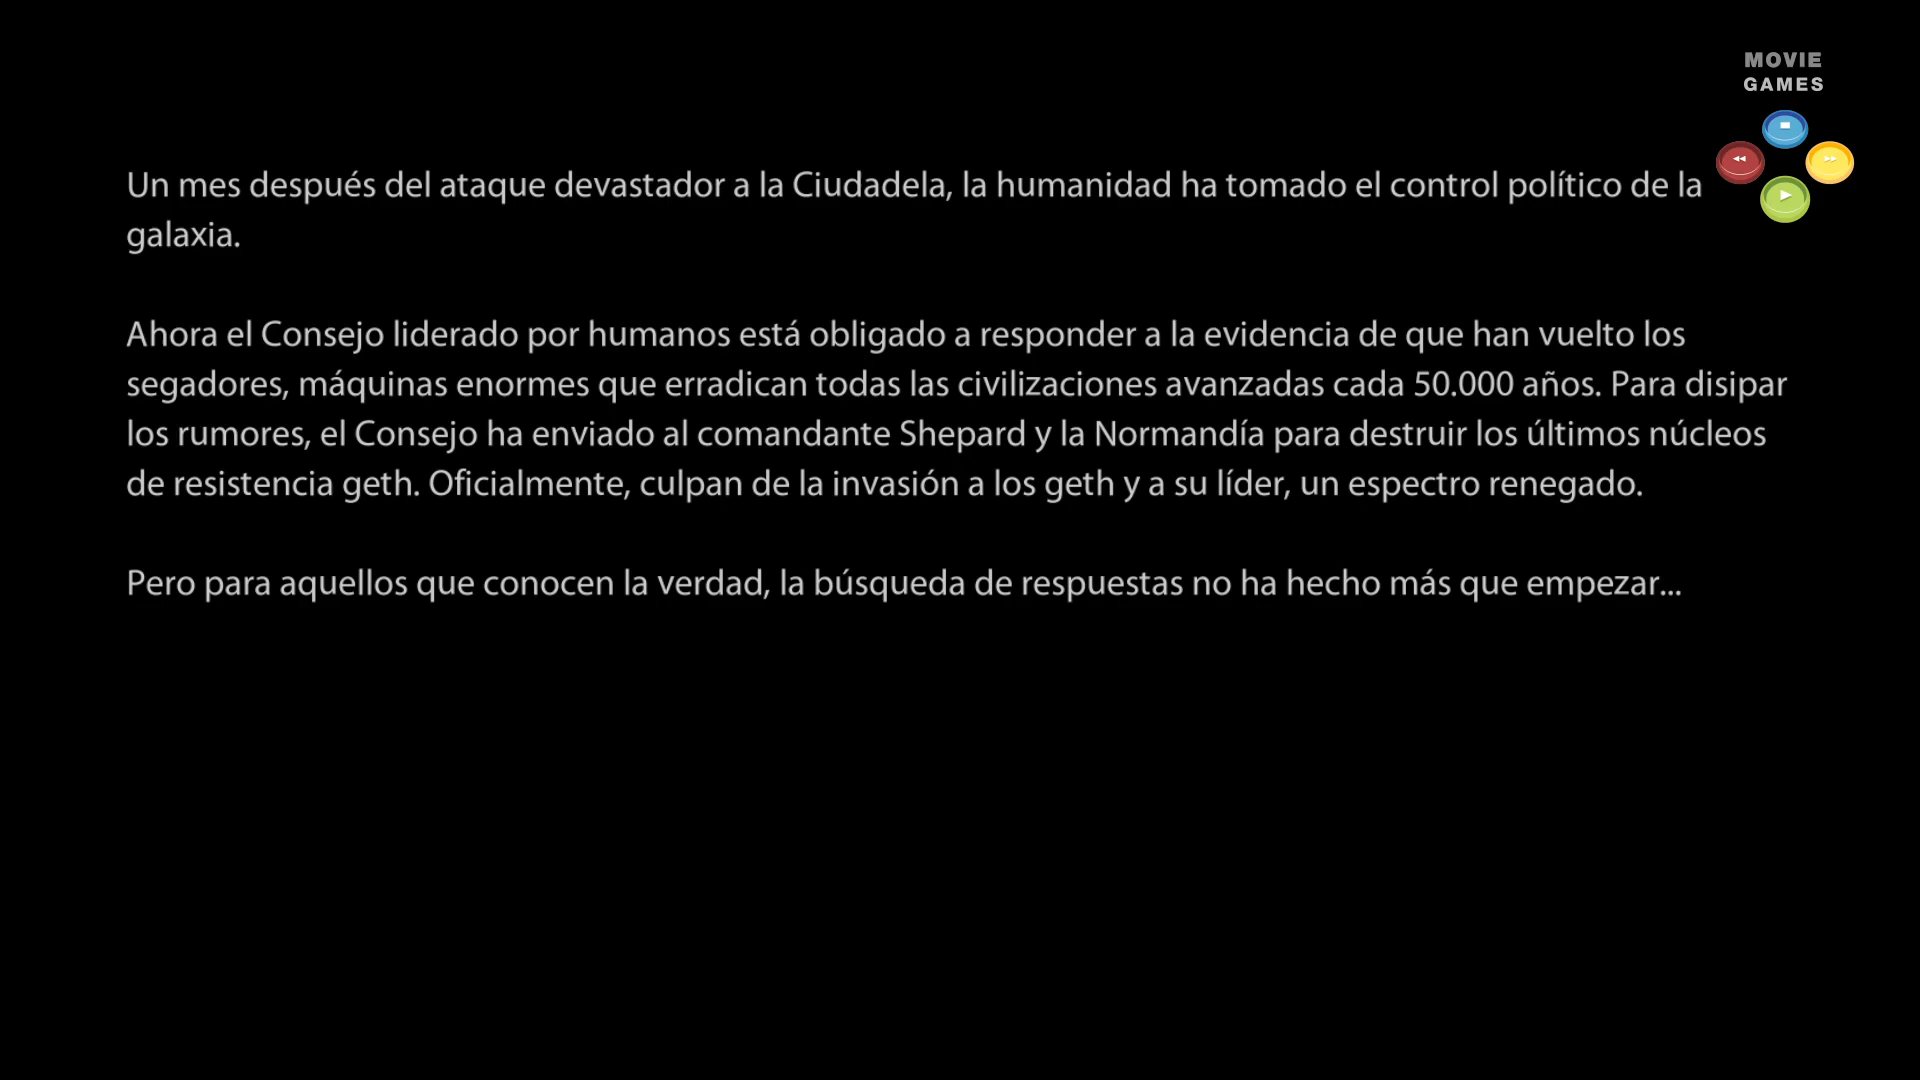 MOVIE
GAMES
Un mes después del ataque devastador a la Ciudadela, la humanidad ha tomado el control político de la
galaxia.
Ahora el Consejo liderado por humanos está obligado a responder a la evidencia de que han vuelto los
segadores, máquinas enormes que erradican todas las civilizaciones avanzadas cada 50.000 años. Para disipar
los rumores, el Consejo ha enviado al comandante Shepard y la Normandía para destruir los últimos núcleos
de resistencia geth. Oficialmente, culpan de la invasión a los geth y a su líder, un espectro renegado.
Pero para aquellos que conocen la verdad, la búsqueda de respuestas no ha hecho más que empezar...